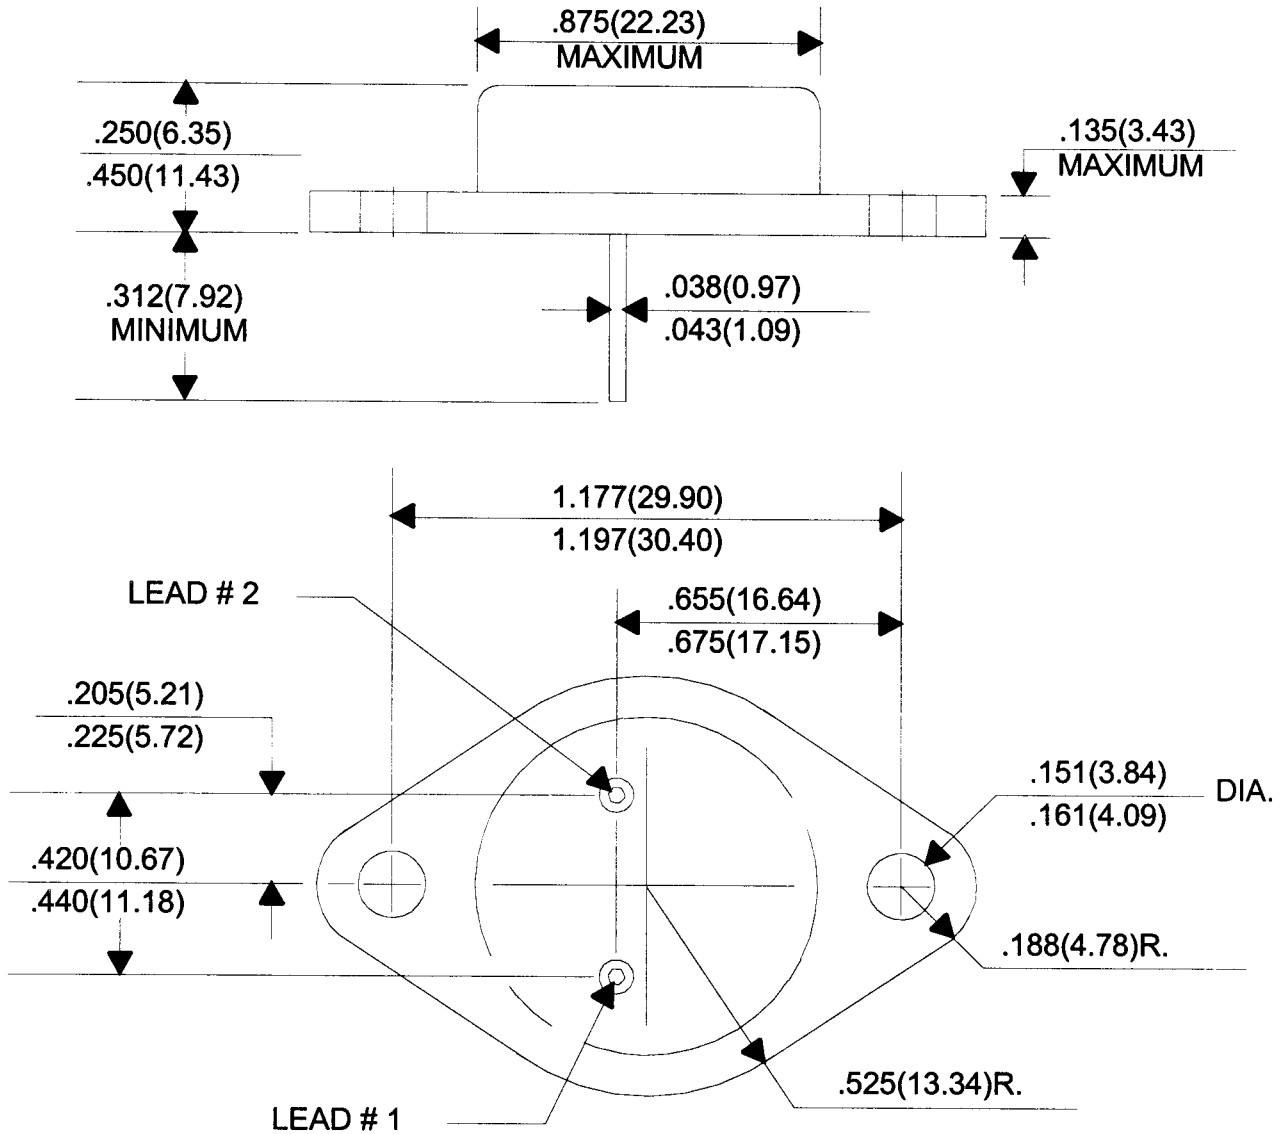 .875(22.23)
MAXIMUM
.250(6.35)
.450(11.43)
.135(3.43)
MAXIMUM
.312(7.92)
MINIMUM
.038(0.97)
.043(1.09)
1.177(29.90)
1.197(30.40)
LEAD # 2
.655(16.64)
.675(17.15)
.205(5.21)
.225(5.72)
.151(3.84)
.161(4.09)
DIA.
.420(10.67)
.440(11.18)
.188(4.78)R.
.525(13.34)R.
LEAD # 1